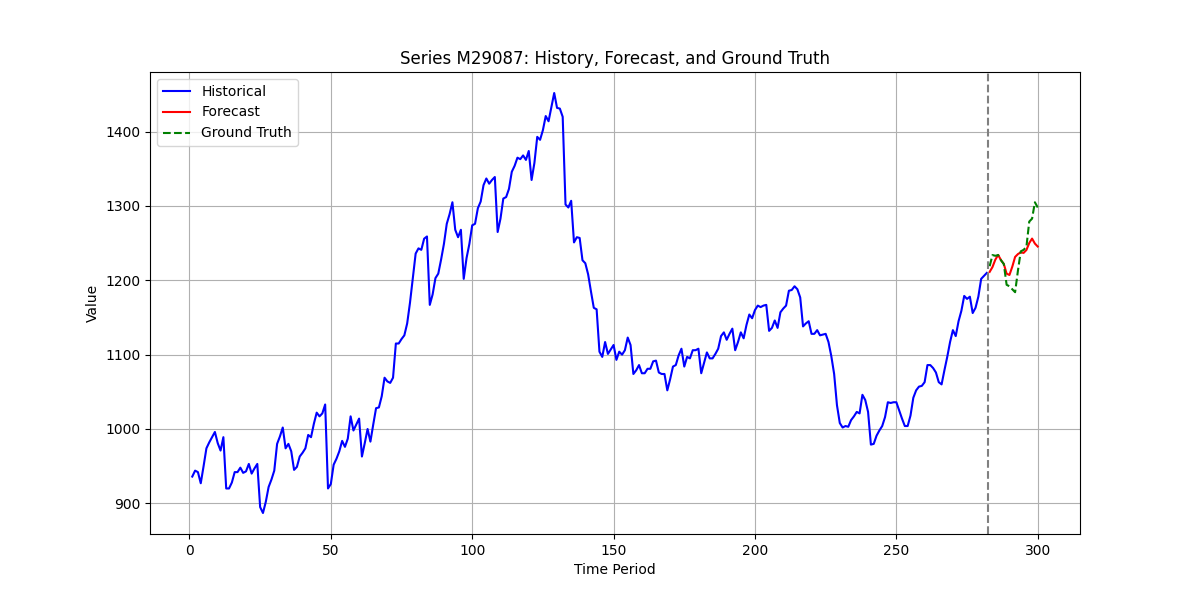 Series M29087: History, Forecast, and Ground Truth
Historical
Forecast
Ground Truth
Value
1400
1300
1200
1100
1000
900
0 50 100 150 200 250 300
Time Period